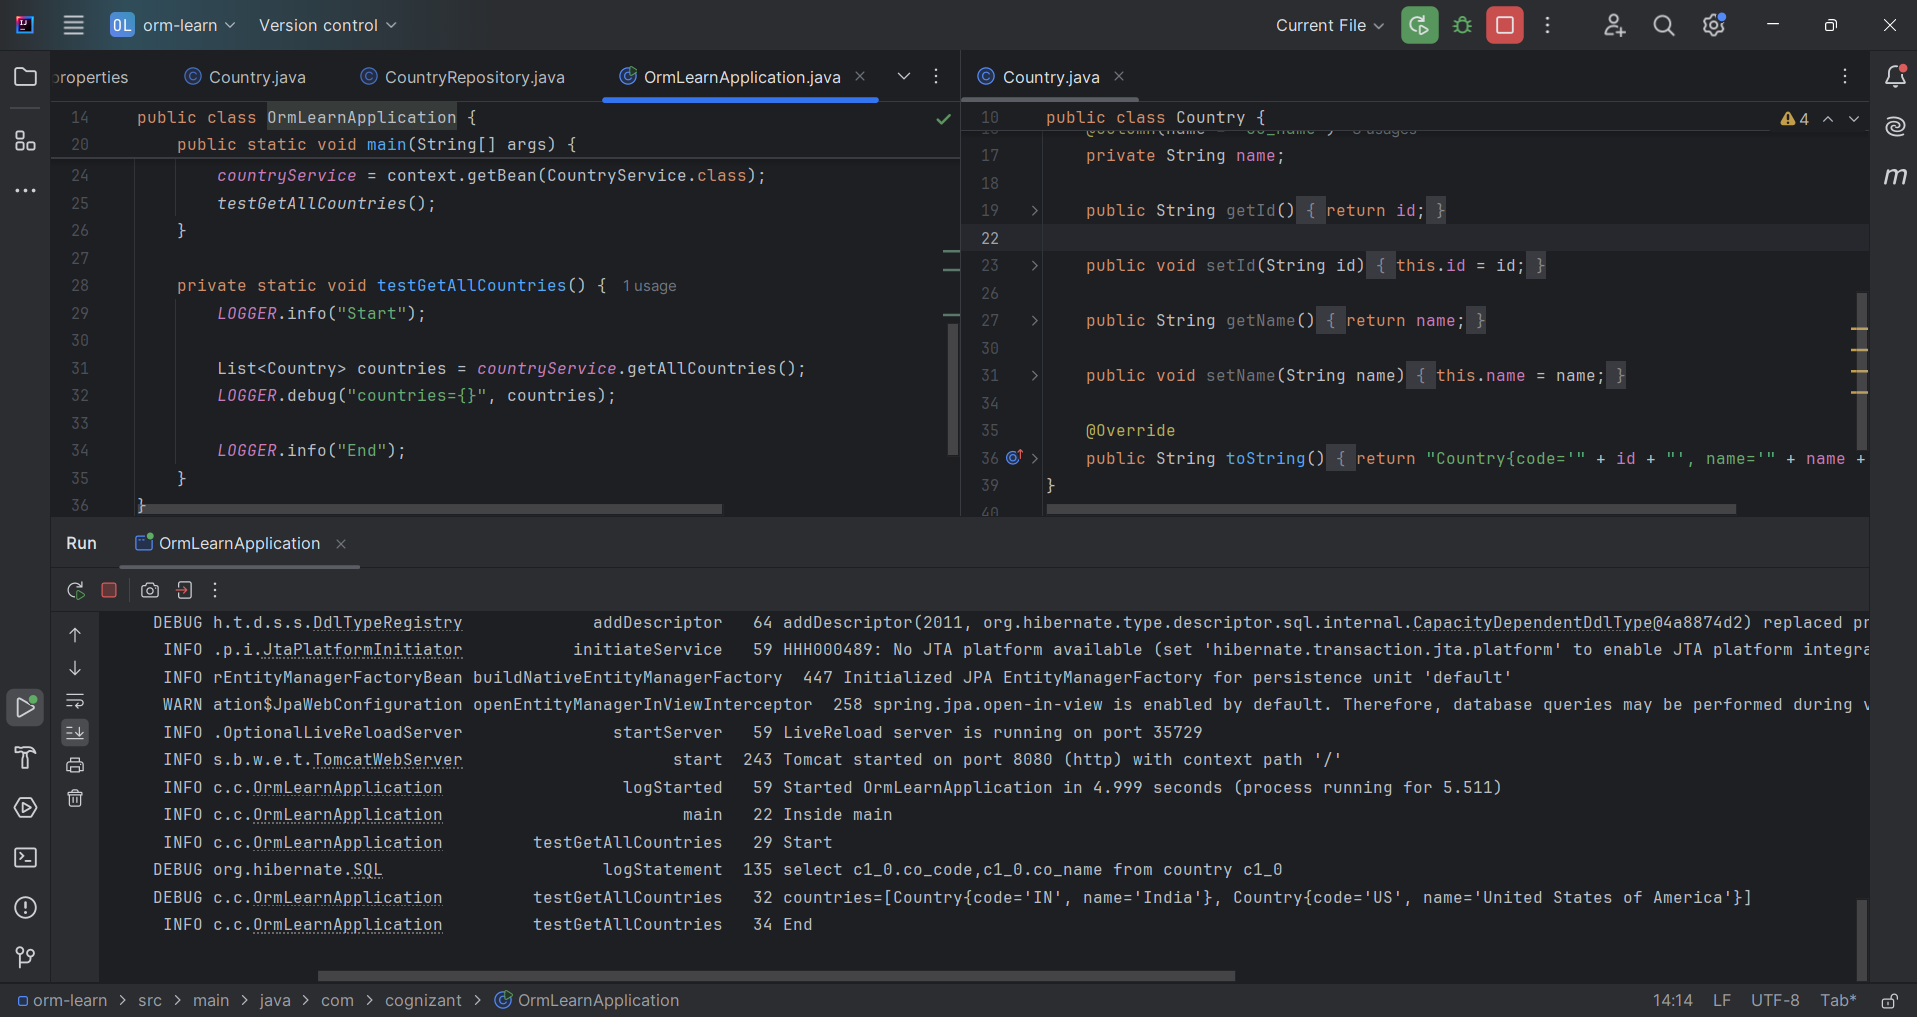 OL orm-learn Version control Current File
properties Country.java CountryRepository.java OrmLearnApplication.java
14 public class OrmLearnApplication {
20 public static void main(String[] args) {
24 countryService = context.getBean(CountryService.class);
25 testGetAllCountries();
26 }
27
28 private static void testGetAllCountries() { 1 usage
29 LOGGER.info("Start");
30
31 List<Country> countries = countryService.getAllCountries();
32 LOGGER.debug("countries={}", countries);
33
34 LOGGER.info("End");
35 }
36 }
Country.java
10 public class Country { 4
17 private String name;
18
19 public String getId() { return id; }
22
23 public void setId(String id) { this.id = id; }
26
27 public String getName() { return name; }
30
31 public void setName(String name) { this.name = name; }
34
35 @Override
36 public String toString() { return "Country{code='" + id + "', name='" + name +
39 }
40
Run OrmLearnApplication
DEBUG h.t.d.s.s.DdlTypeRegistry addDescriptor 64 addDescriptor(2011, org.hibernate.type.descriptor.sql.internal.CapacityDependentDdlType@4a8874d2) replaced pr
INFO .p.i.JtaPlatformInitiator initiateService 59 HHH000489: No JTA platform available (set 'hibernate.transaction.jta.platform' to enable JTA platform integra
INFO rEntityManagerFactoryBean buildNativeEntityManagerFactory 447 Initialized JPA EntityManagerFactory for persistence unit 'default'
WARN ation$JpaWebConfiguration openEntityManagerInViewInterceptor 258 spring.jpa.open-in-view is enabled by default. Therefore, database queries may be performed during v
INFO .OptionalLiveReloadServer startServer 59 LiveReload server is running on port 35729
INFO s.b.w.e.t.TomcatWebServer start 243 Tomcat started on port 8080 (http) with context path '/'
INFO c.c.OrmLearnApplication logStarted 59 Started OrmLearnApplication in 4.999 seconds (process running for 5.511)
INFO c.c.OrmLearnApplication main 22 Inside main
INFO c.c.OrmLearnApplication testGetAllCountries 29 Start
DEBUG org.hibernate.SQL logStatement 135 select c1_0.co_code,c1_0.co_name from country c1_0
DEBUG c.c.OrmLearnApplication testGetAllCountries 32 countries=[Country{code='IN', name='India'}, Country{code='US', name='United States of America'}]
INFO c.c.OrmLearnApplication testGetAllCountries 34 End
orm-learn > src > main > java > com > cognizant > OrmLearnApplication 14:14 LF UTF-8 Tab*